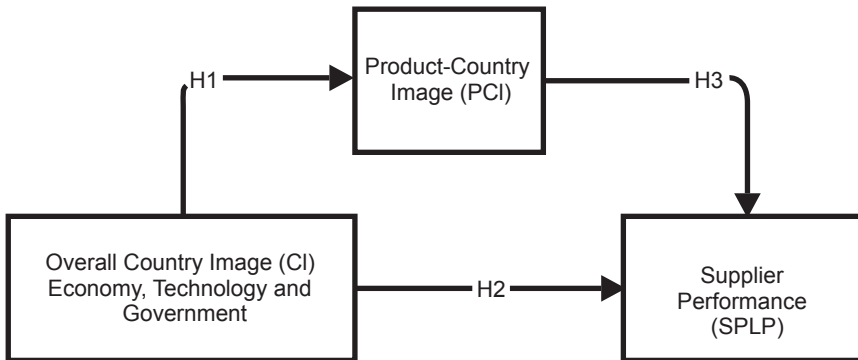 Product-Country
Image (PCI)
H1
H3
Overall Country Image (CI)
Economy, Technology and
Government
H2
Supplier
Performance
(SPLP)